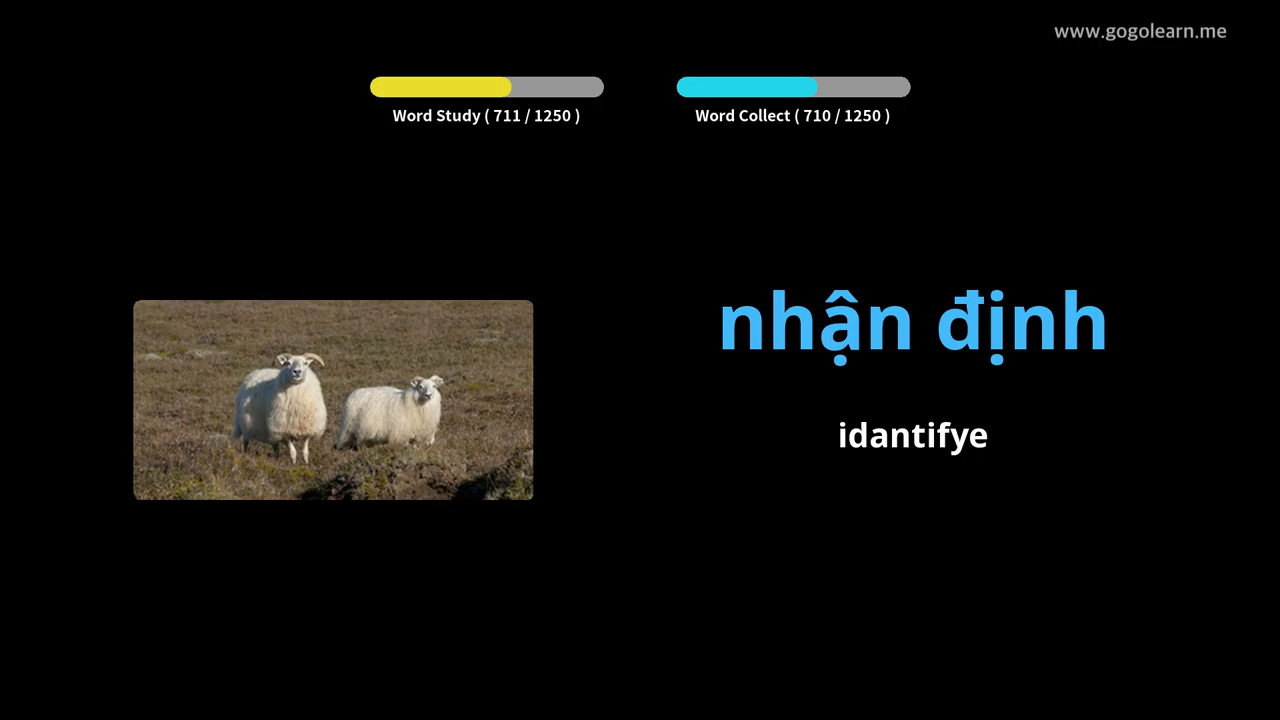 www.gogolearn.me
Word Study ( 711 / 1250 )
Word Collect ( 710 / 1250 )
nhận định
idantifye